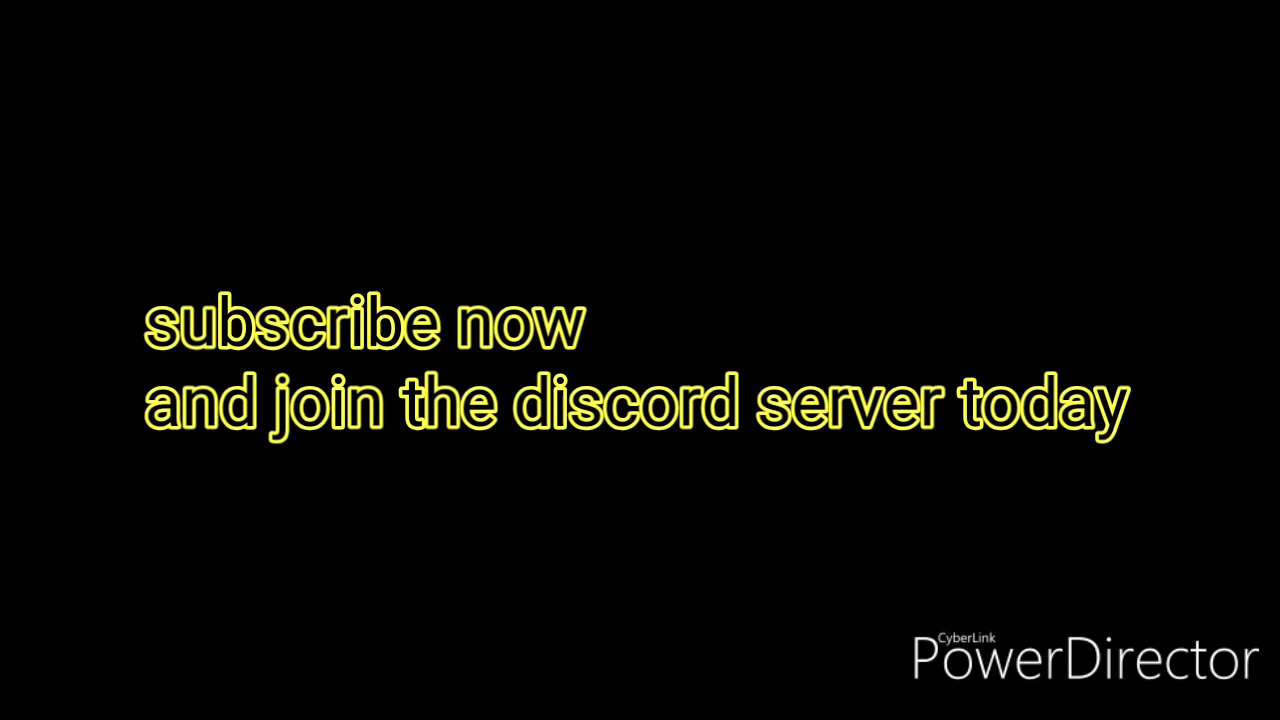 subscribe now
and join the discord server today
CyberLink
PowerDirector